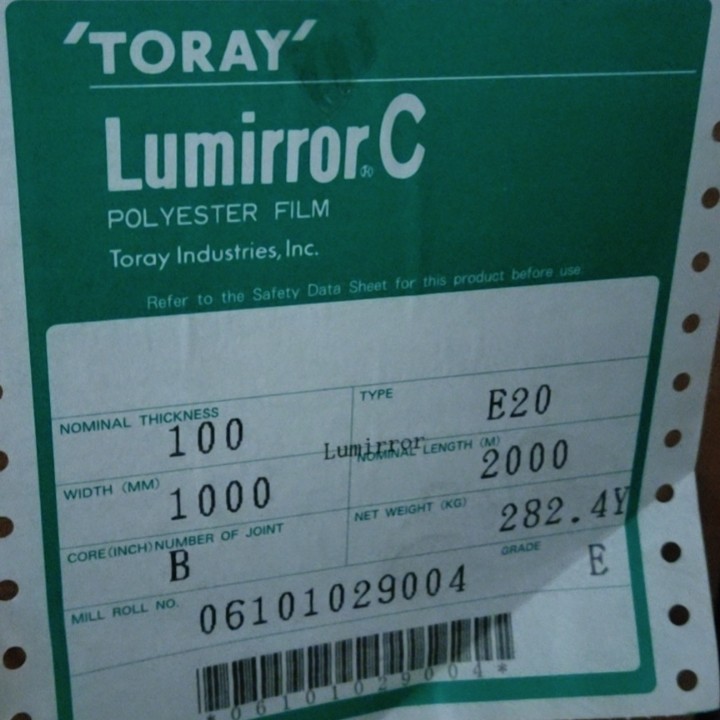 'TORAY'
Lumirror® C
POLYESTER FILM
Toray Industries, Inc.
Refer to the Safety Data Sheet for this product before use
NOMINAL THICKNESS 100
TYPE E20
Lumirror
WIDTH (MM) 1000
NOMINAL LENGTH (M) 2000
CORE(INCH) NUMBER OF JOINT B
NET WEIGHT (KG) 282.4Y
MILL ROLL NO. 06101029004
GRADE E
*06101029004*